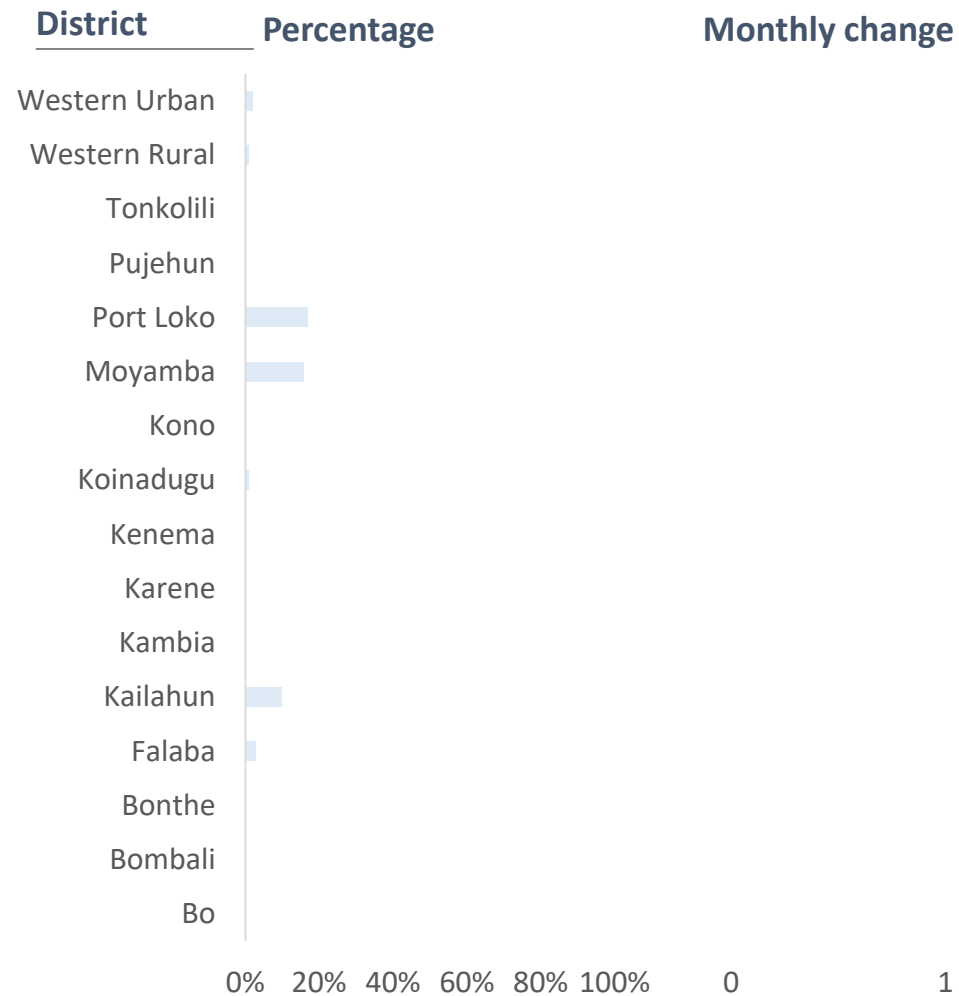 District Percentage Monthly change
Western Urban
Western Rural
Tonkolili
Pujehun
Port Loko
Moyamba
Kono
Koinadugu
Kenema
Karene
Kambia
Kailahun
Falaba
Bonthe
Bombali
Bo
0% 20% 40% 60% 80% 100% 0 1